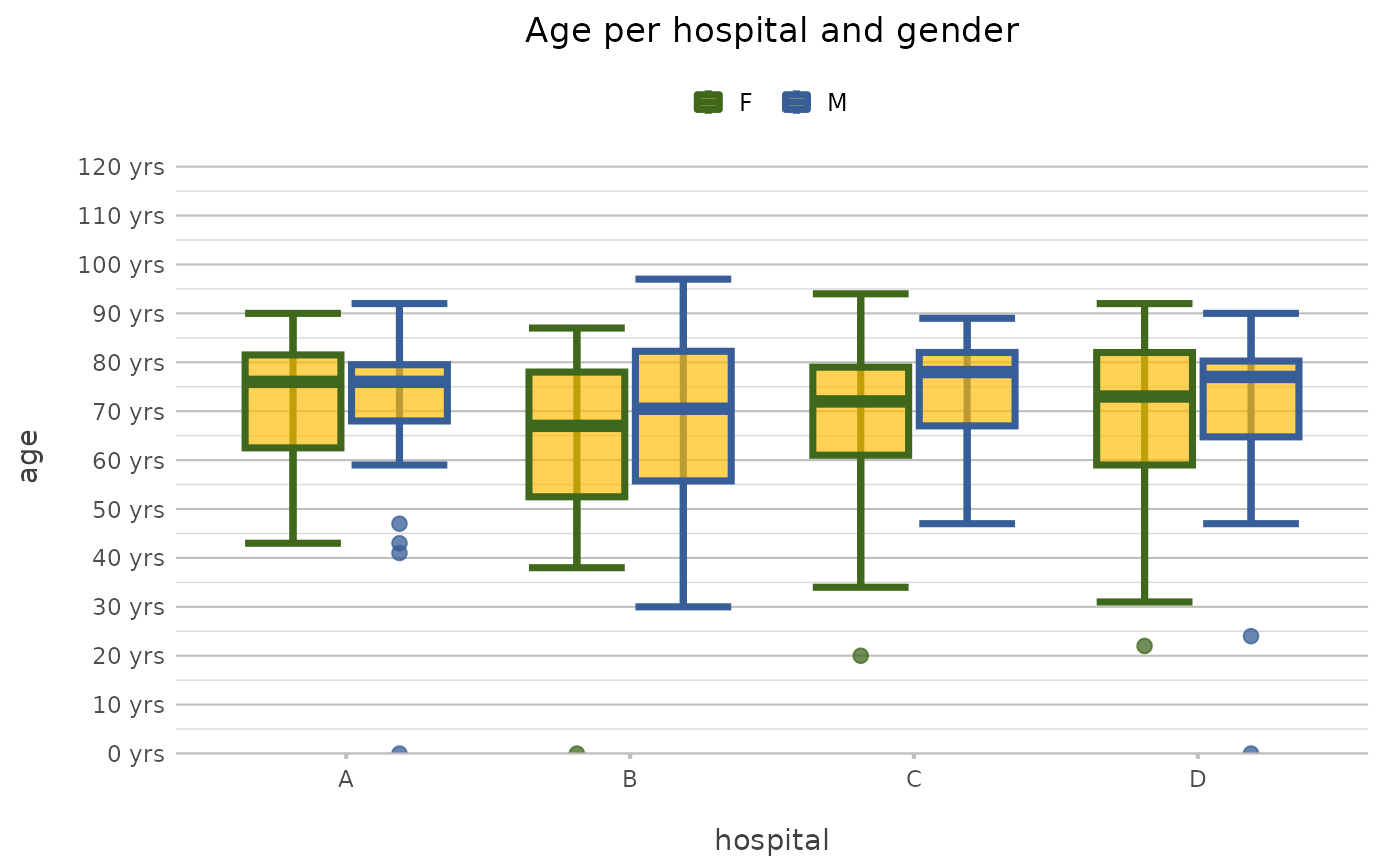 Age per hospital and gender
F M
120 yrs
110 yrs
100 yrs
90 yrs
80 yrs
70 yrs
60 yrs
50 yrs
40 yrs
30 yrs
20 yrs
10 yrs
0 yrs
age
A B C D
hospital